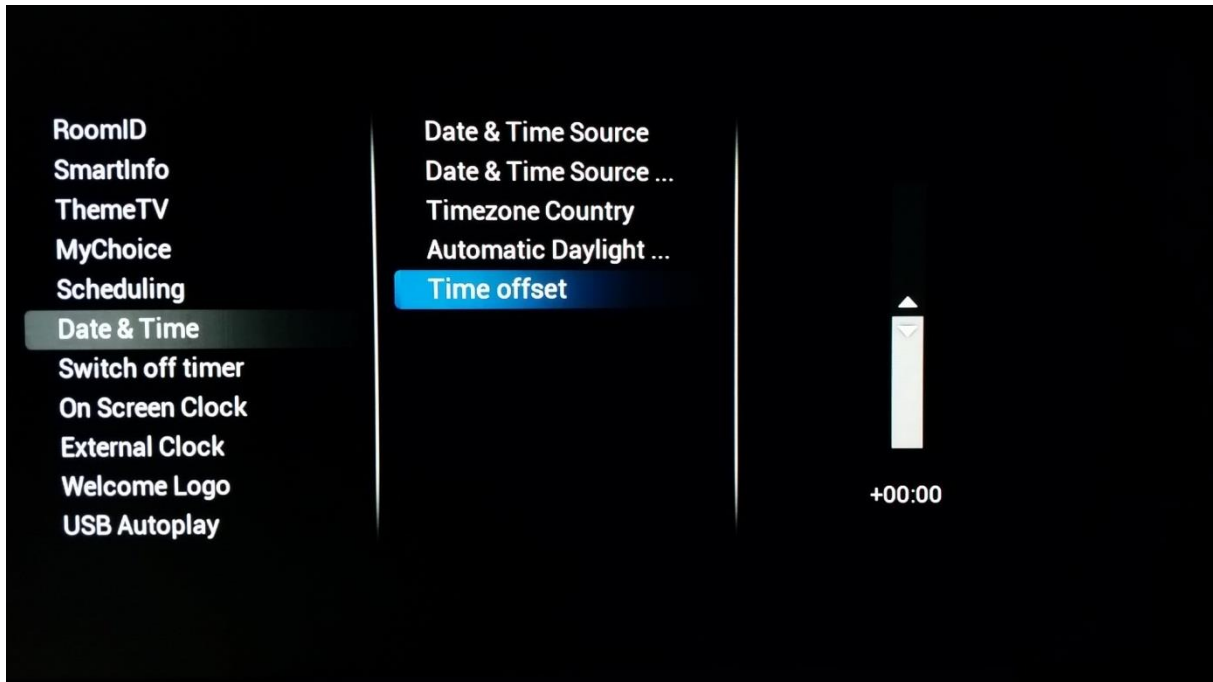 RoomID
SmartInfo
ThemeTV
MyChoice
Scheduling
Date & Time
Switch off timer
On Screen Clock
External Clock
Welcome Logo
USB Autoplay
Date & Time Source
Date & Time Source ...
Timezone Country
Automatic Daylight ...
Time offset
+00:00